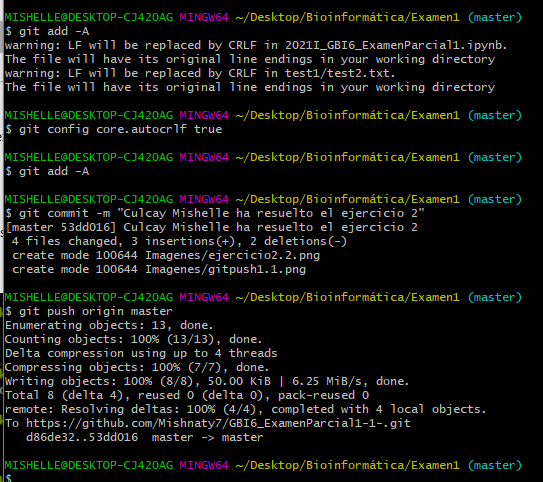 MISHELLE@DESKTOP-CJ420AG MINGW64 ~/Desktop/Bioinformática/Examen1 (master)
$ git add -A
warning: LF will be replaced by CRLF in 2021I_GBI6_ExamenParcial1.ipynb.
The file will have its original line endings in your working directory
warning: LF will be replaced by CRLF in test1/test2.txt.
The file will have its original line endings in your working directory
MISHELLE@DESKTOP-CJ420AG MINGW64 ~/Desktop/Bioinformática/Examen1 (master)
$ git config core.autocrlf true
MISHELLE@DESKTOP-CJ420AG MINGW64 ~/Desktop/Bioinformática/Examen1 (master)
$ git add -A
MISHELLE@DESKTOP-CJ420AG MINGW64 ~/Desktop/Bioinformática/Examen1 (master)
$ git commit -m "Culcay Mishelle ha resuelto el ejercicio 2"
[master 53dd016] Culcay Mishelle ha resuelto el ejercicio 2
4 files changed, 3 insertions(+), 2 deletions(-)
create mode 100644 Imagenes/ejercicio2.2.png
create mode 100644 Imagenes/gitpush1.1.png
MISHELLE@DESKTOP-CJ420AG MINGW64 ~/Desktop/Bioinformática/Examen1 (master)
$ git push origin master
Enumerating objects: 13, done.
Counting objects: 100% (13/13), done.
Delta compression using up to 4 threads
Compressing objects: 100% (7/7), done.
Writing objects: 100% (8/8), 50.00 KiB | 6.25 MiB/s, done.
Total 8 (delta 4), reused 0 (delta 0), pack-reused 0
remote: Resolving deltas: 100% (4/4), completed with 4 local objects.
To https://github.com/Mishnaty7/GBI6_ExamenParcial1-1-.git
d86de32..53dd016  master -> master
MISHELLE@DESKTOP-CJ420AG MINGW64 ~/Desktop/Bioinformática/Examen1 (master)
$